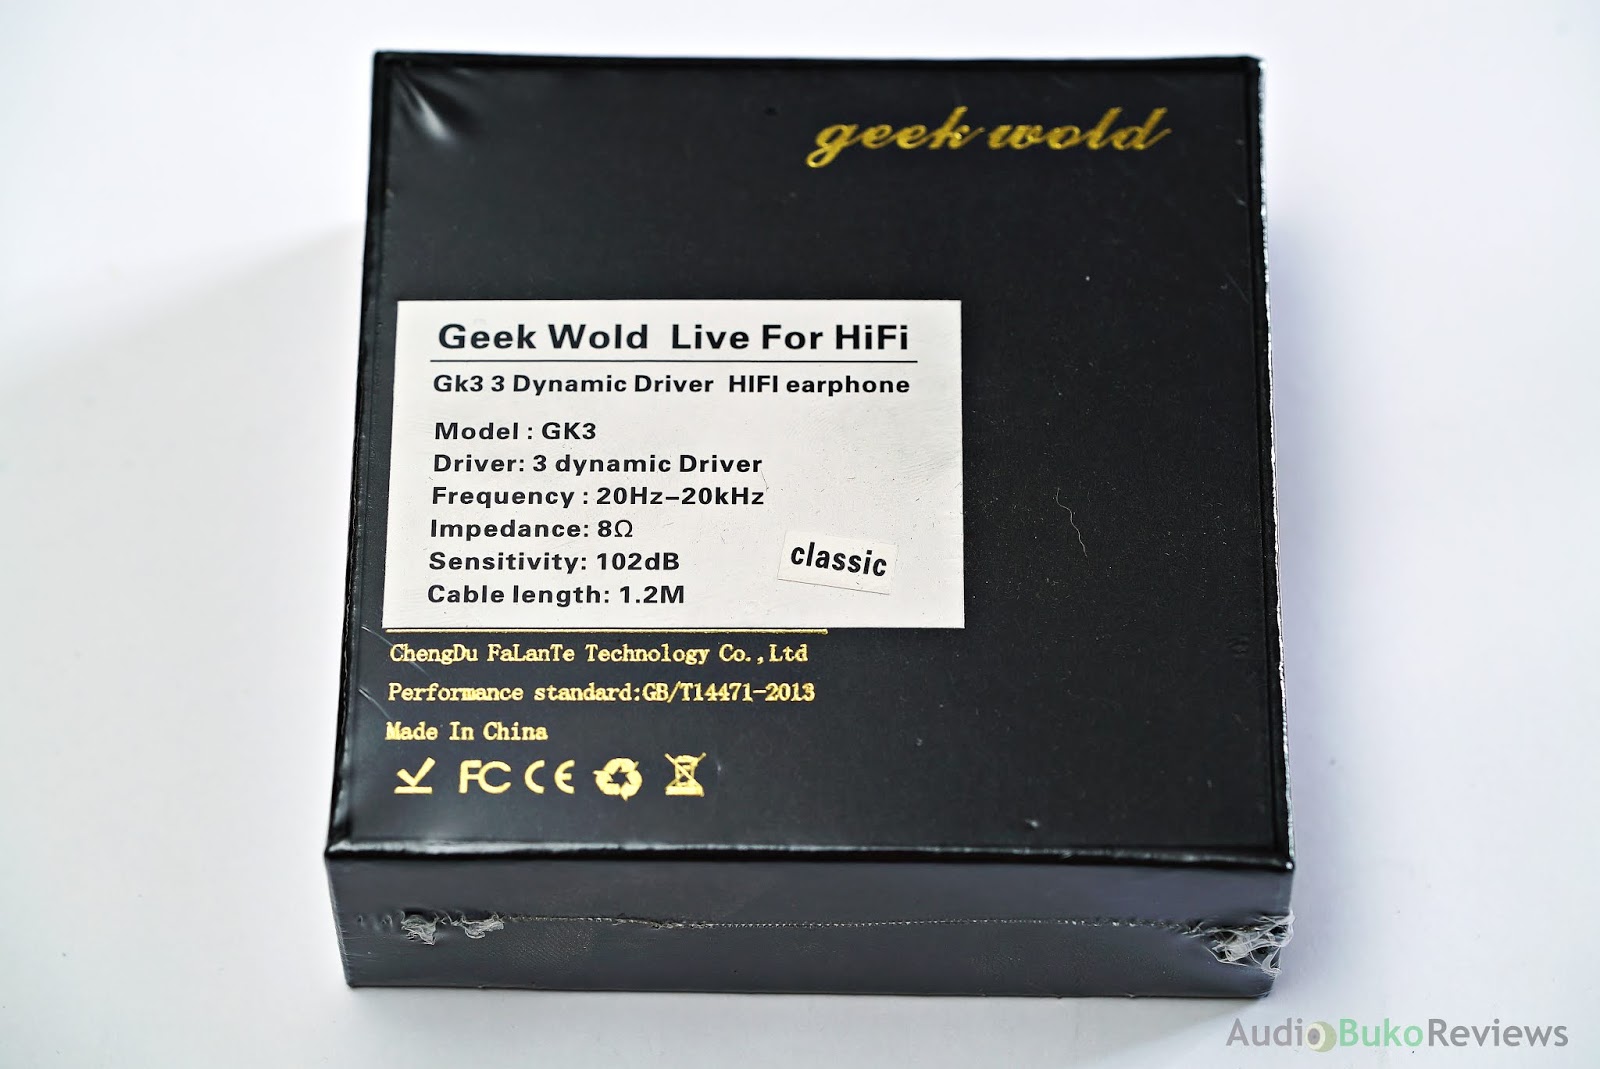 geek wold
Geek Wold Live For HiFi
Gk3 3 Dynamic Driver HIFI earphone
Model : GK3
Driver: 3 dynamic Driver
Frequency : 20Hz-20kHz
Impedance: 8Ω
Sensitivity: 102dB
Cable length: 1.2M
classic
ChengDu FaLanTe Technology Co.,Ltd
Performance standard:GB/T14471-2013
Made In China
FC CE
AudioBukoReviews